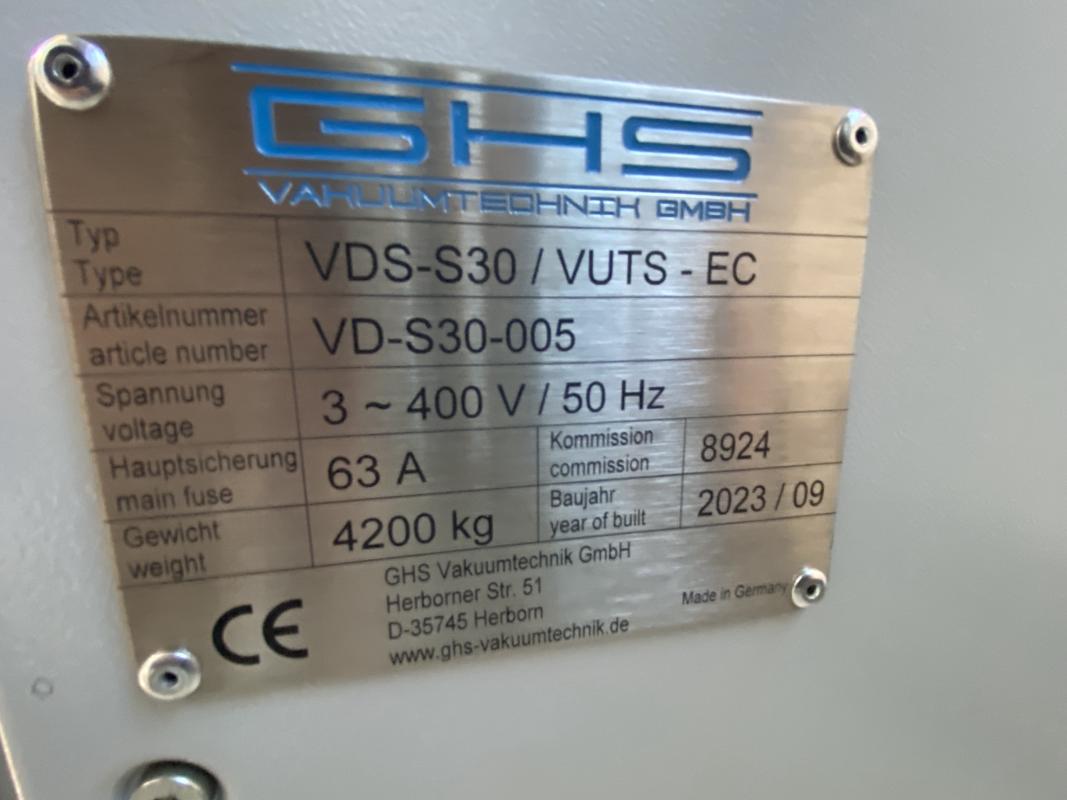 GHS
VAKUUMTECHNIK GMBH
Typ
Type
VDS-S30 / VUTS - EC
Artikelnummer
article number
VD-S30-005
Spannung
voltage
3 ~ 400 V / 50 Hz
Hauptsicherung
main fuse
63 A
Kommission
commission
8924
Gewicht
weight
4200 kg
Baujahr
year of built
2023 / 09
CE
GHS Vakuumtechnik GmbH
Herborner Str. 51
D-35745 Herborn
www.ghs-vakuumtechnik.de
Made in Germany